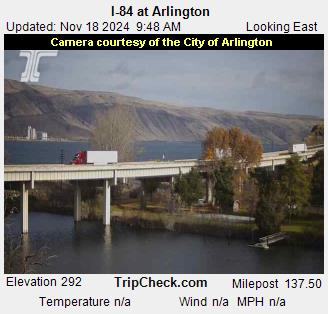 I-84 at Arlington
Updated: Nov 18 2024 9:48 AM Looking East
Camera courtesy of the City of Arlington
Elevation 292 TripCheck.com Milepost 137.50
Temperature n/a Wind n/a MPH n/a